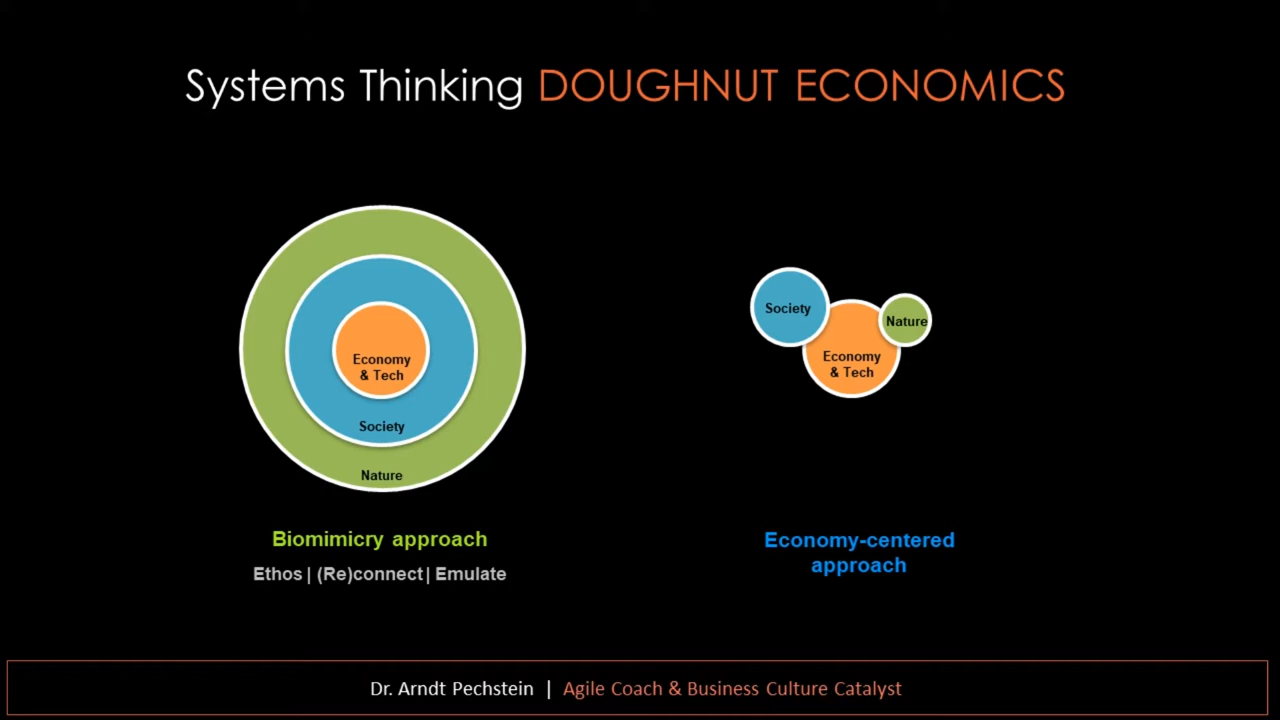 Systems Thinking DOUGHNUT ECONOMICS
Economy
& Tech
Society
Nature
Society
Nature
Economy
& Tech
Biomimicry approach
Ethos | (Re)connect | Emulate
Economy-centered
approach
Dr. Arndt Pechstein | Agile Coach & Business Culture Catalyst